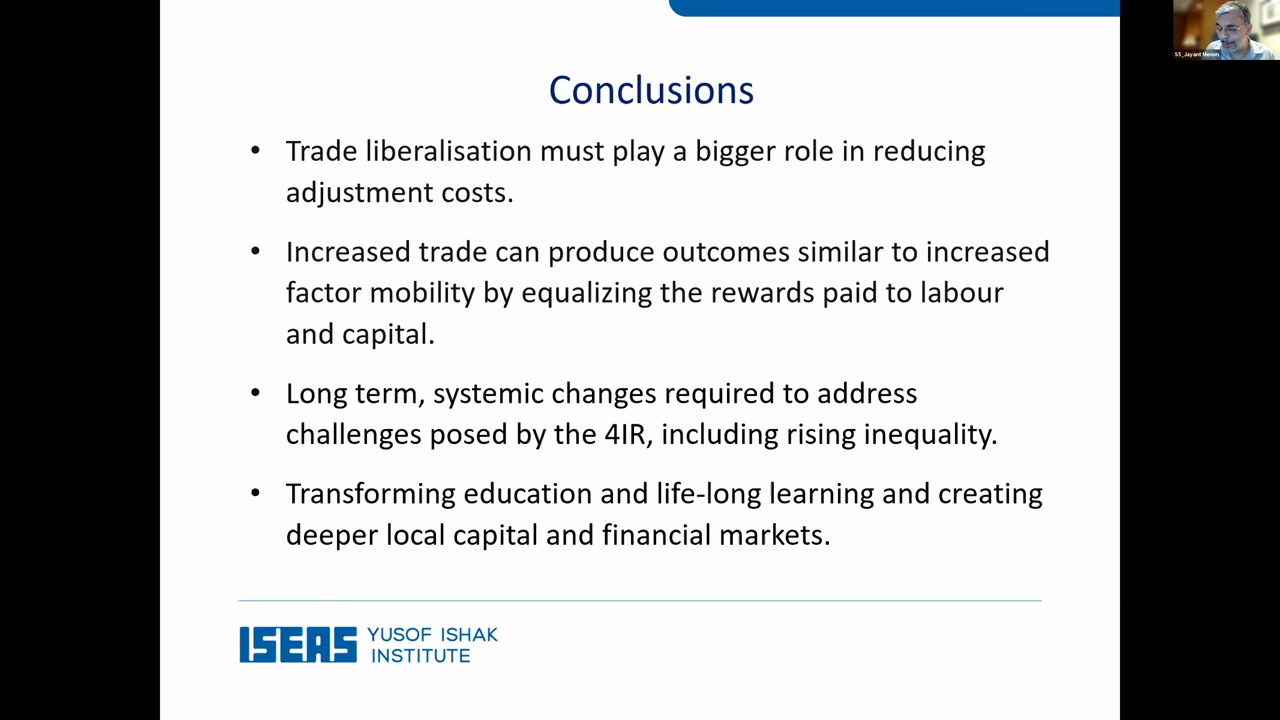 S5_Jayant Menon
Conclusions
• Trade liberalisation must play a bigger role in reducing
adjustment costs.
• Increased trade can produce outcomes similar to increased
factor mobility by equalizing the rewards paid to labour
and capital.
• Long term, systemic changes required to address
challenges posed by the 4IR, including rising inequality.
• Transforming education and life-long learning and creating
deeper local capital and financial markets.
ISEAS YUSOF ISHAK
INSTITUTE